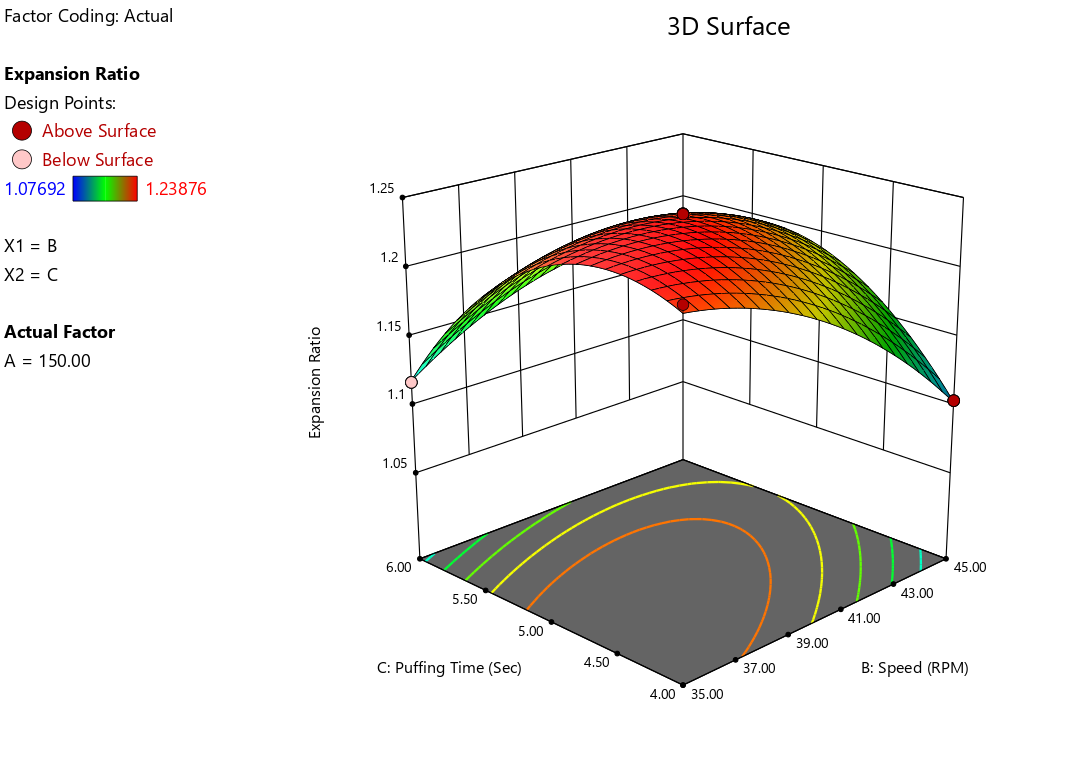 Factor Coding: Actual
3D Surface
Expansion Ratio
Design Points:
Above Surface
Below Surface
1.07692 1.23876
X1 = B
X2 = C
Actual Factor
A = 150.00
1.25
1.2
1.15
1.1
1.05
Expansion Ratio
6.00
5.50
5.00
4.50
4.00
C: Puffing Time (Sec)
35.00
37.00
39.00
41.00
43.00
45.00
B: Speed (RPM)